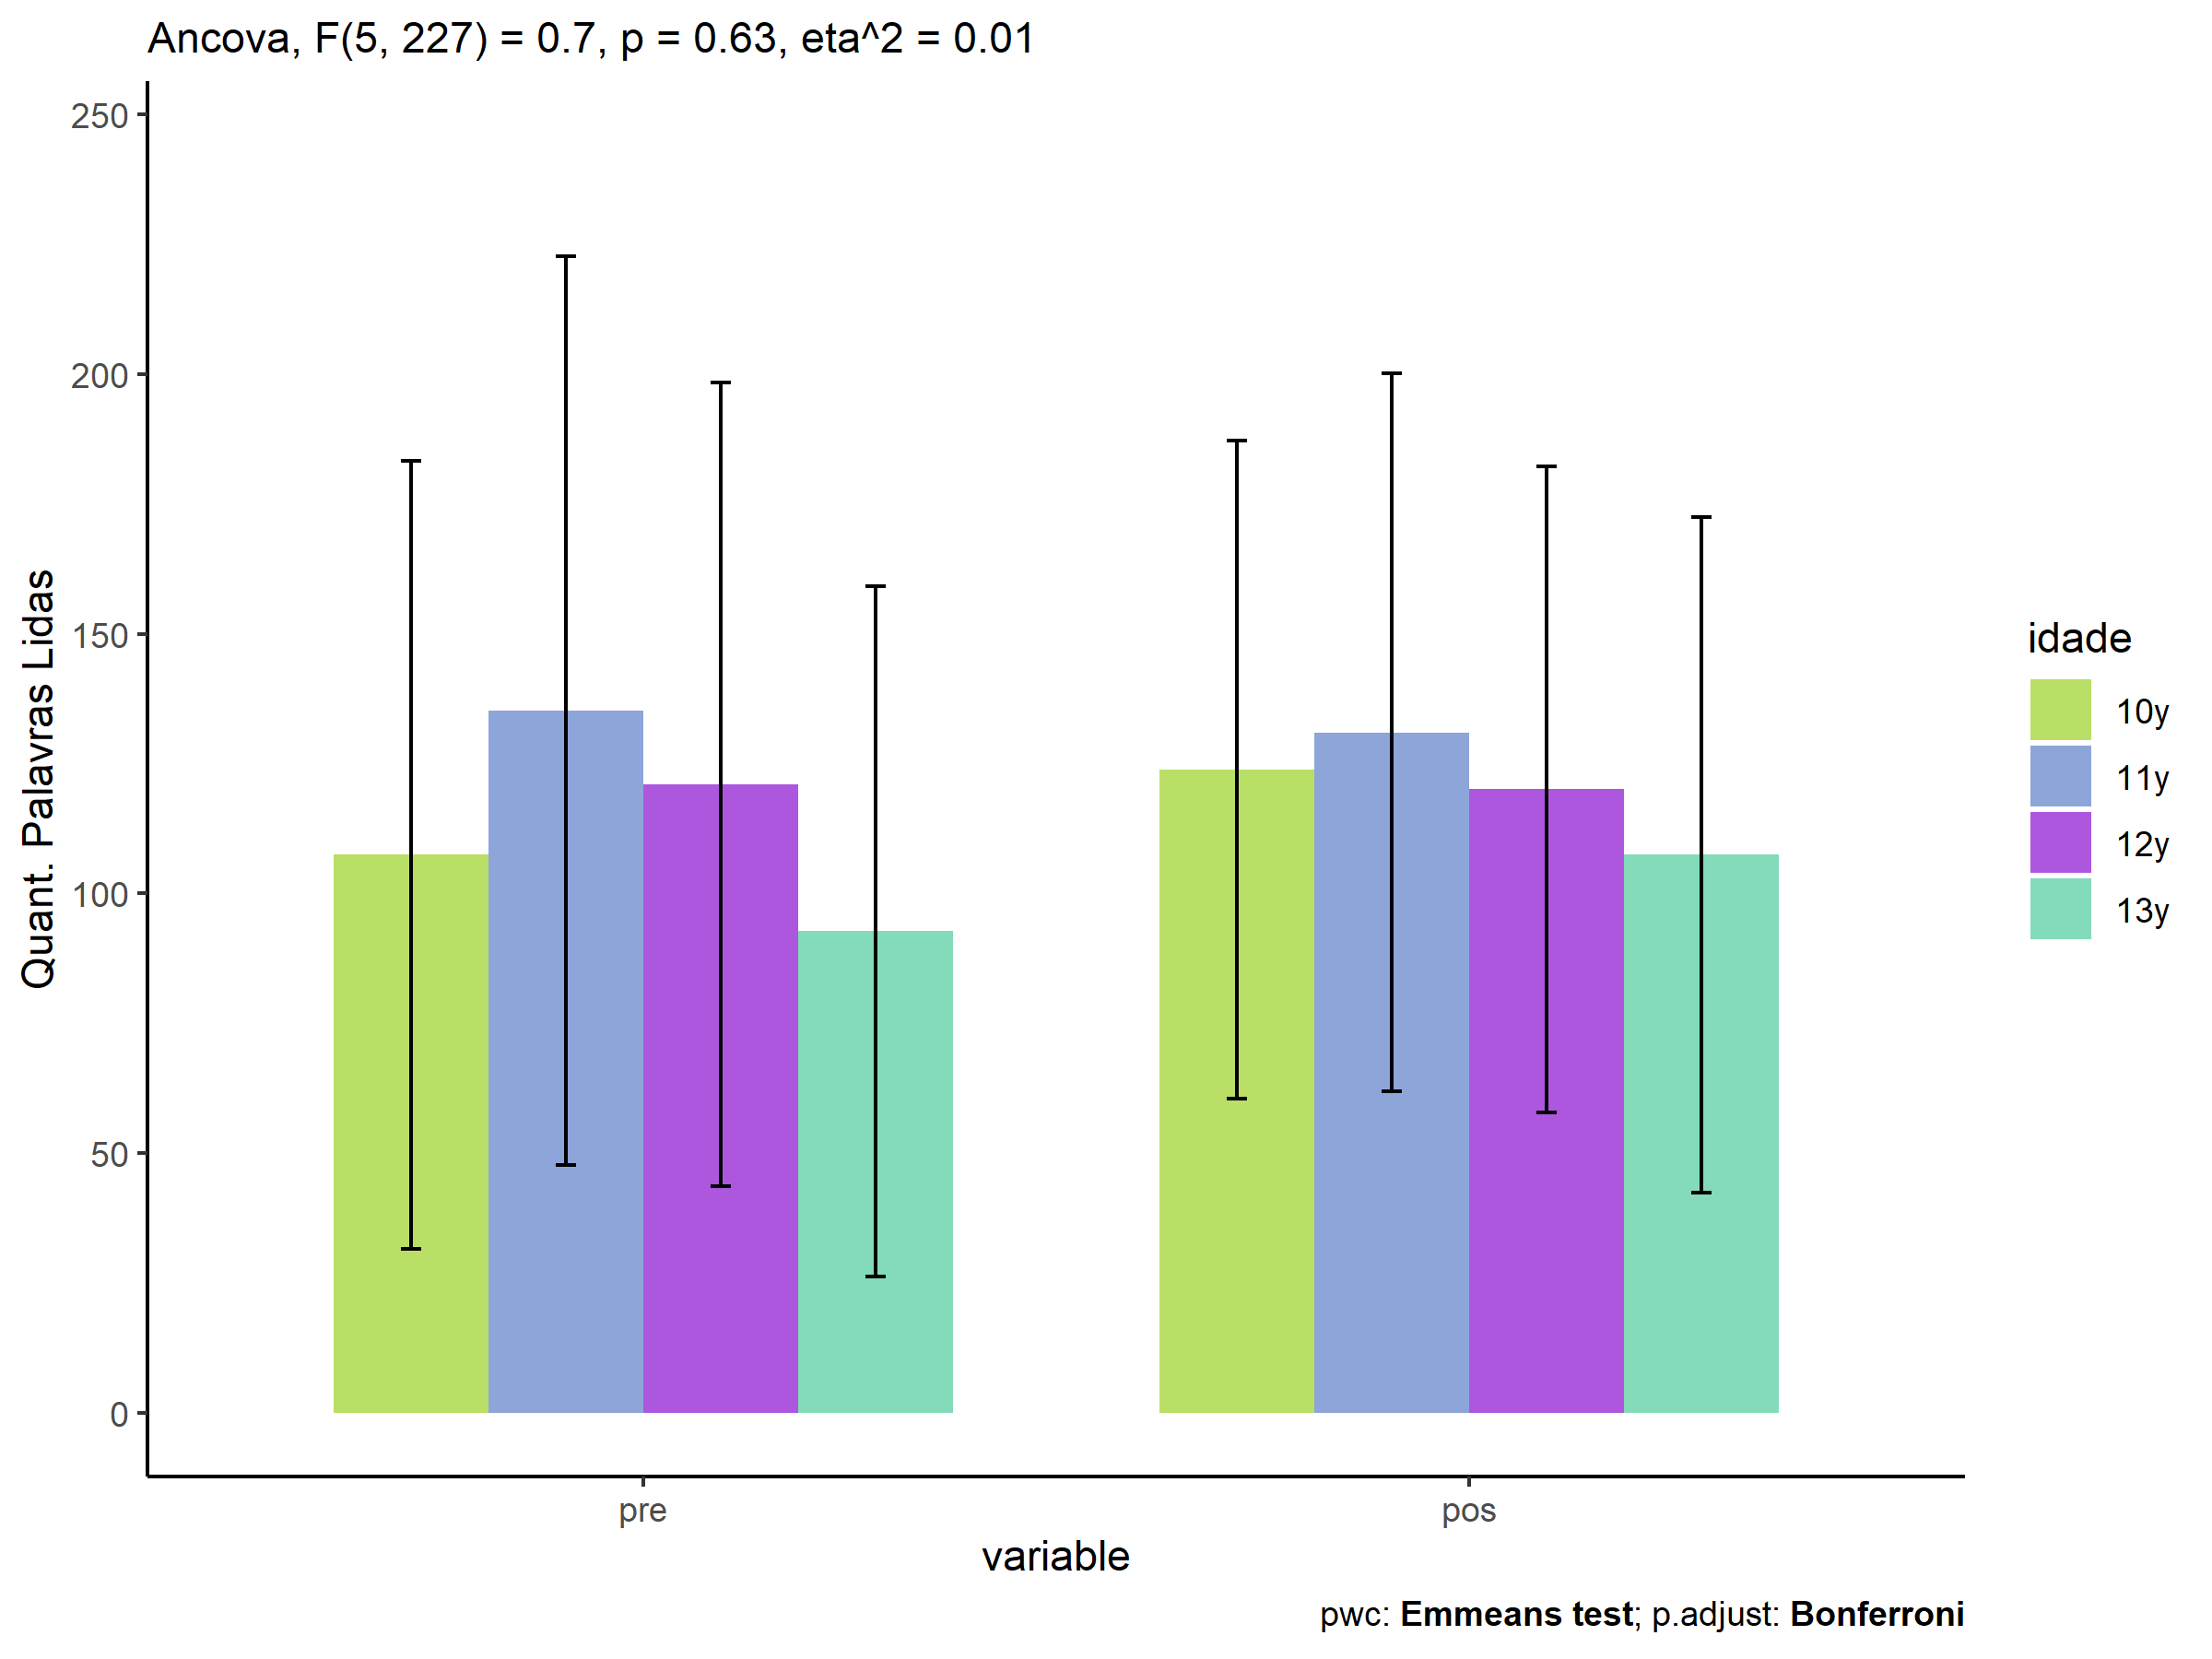 Ancova, F(5, 227) = 0.7, p = 0.63, eta^2 = 0.01
250
200
150
100
50
0
Quant. Palavras Lidas
pre
pos
variable
idade
10y
11y
12y
13y
pwc: Emmeans test; p.adjust: Bonferroni